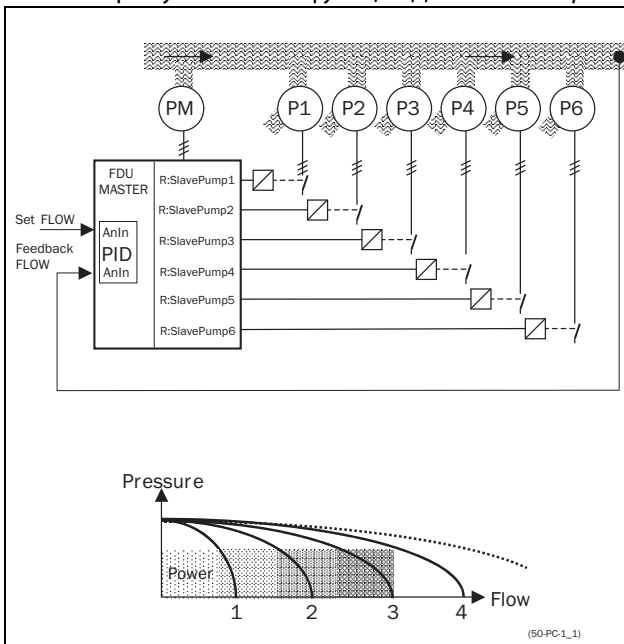 PM P1 P2 P3 P4 P5 P6
FDU
MASTER
R:SlavePump1
R:SlavePump2
R:SlavePump3
R:SlavePump4
R:SlavePump5
R:SlavePump6
Set FLOW
Feedback
FLOW
AnIn
PID
AnIn
Pressure
Power
Flow
1 2 3 4
(50-PC-1_1)